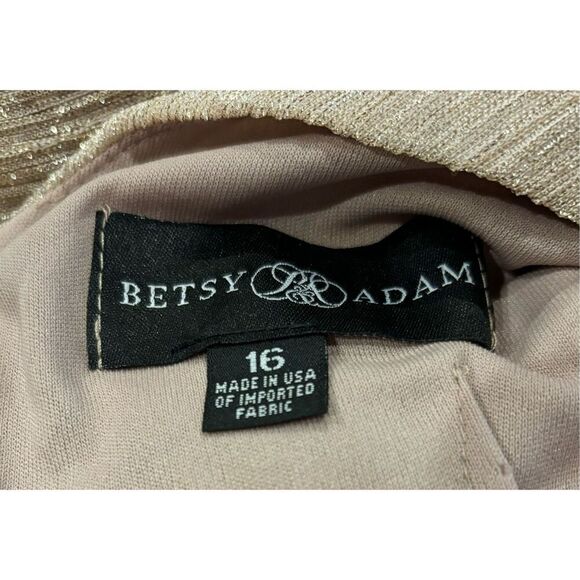 BETSY ADAM
16
MADE IN USA
OF IMPORTED
FABRIC